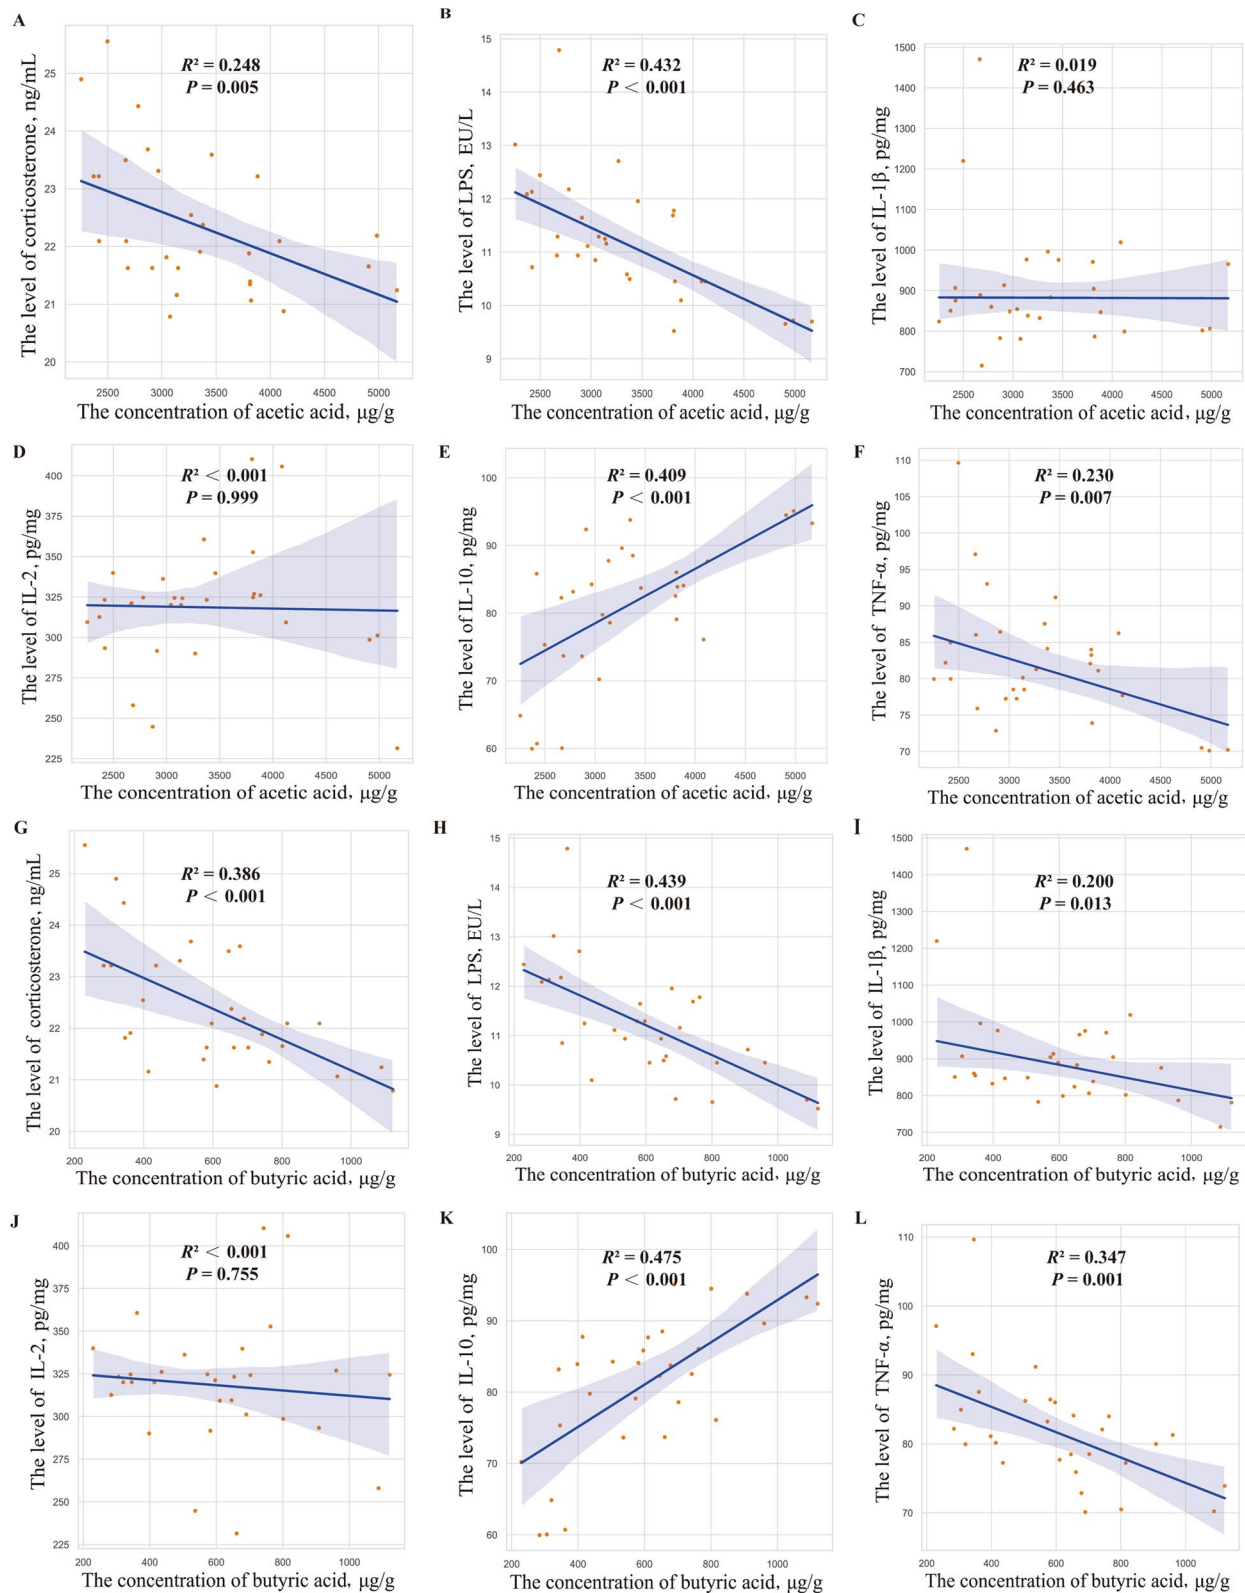 A
R² = 0.248
P = 0.005
The level of corticosterone, ng/mL
25
24
23
22
21
20
2500 3000 3500 4000 4500 5000
The concentration of acetic acid, μg/g
B
R² = 0.432
P < 0.001
The level of LPS, EU/L
15
14
13
12
11
10
9
2500 3000 3500 4000 4500 5000
The concentration of acetic acid, μg/g
C
R² = 0.019
P = 0.463
The level of IL-1β, pg/mg
1500
1400
1300
1200
1100
1000
900
800
700
2500 3000 3500 4000 4500 5000
The concentration of acetic acid, μg/g
D
R² < 0.001
P = 0.999
The level of IL-2, pg/mg
400
375
350
325
300
275
250
225
2500 3000 3500 4000 4500 5000
The concentration of acetic acid, μg/g
E
R² = 0.409
P < 0.001
The level of IL-10, pg/mg
100
90
80
70
60
2500 3000 3500 4000 4500 5000
The concentration of acetic acid, μg/g
F
R² = 0.230
P = 0.007
The level of TNF-α, pg/mg
110
105
100
95
90
85
80
75
70
2500 3000 3500 4000 4500 5000
The concentration of acetic acid, μg/g
G
R² = 0.386
P < 0.001
The level of corticosterone, ng/mL
25
24
23
22
21
20
200 400 600 800 1000
The concentration of butyric acid, μg/g
H
R² = 0.439
P < 0.001
The level of LPS, EU/L
15
14
13
12
11
10
9
200 400 600 800 1000
The concentration of butyric acid, μg/g
I
R² = 0.200
P = 0.013
The level of IL-1β, pg/mg
1500
1400
1300
1200
1100
1000
900
800
700
200 400 600 800 1000
The concentration of butyric acid, μg/g
J
R² < 0.001
P = 0.755
The level of IL-2, pg/mg
400
375
350
325
300
275
250
225
200 400 600 800 1000
The concentration of butyric acid, μg/g
K
R² = 0.475
P < 0.001
The level of IL-10, pg/mg
100
90
80
70
60
200 400 600 800 1000
The concentration of butyric acid, μg/g
L
R² = 0.347
P = 0.001
The level of TNF-α, pg/mg
110
100
90
80
70
200 400 600 800 1000
The concentration of butyric acid, μg/g